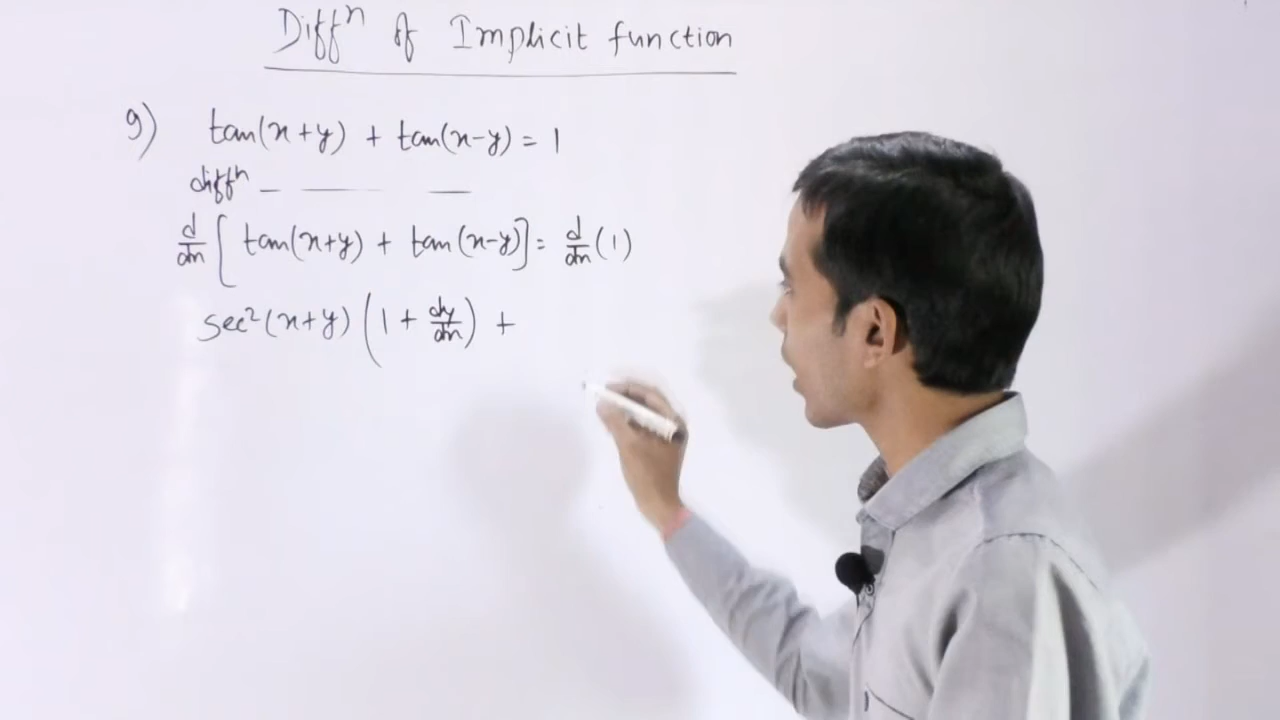 Diffⁿ of Implicit function
9) tan(x+y) + tan(x-y) = 1
diffⁿ — — —
d/dx [ tan(x+y) + tan(x-y) ] = d/dx (1)
sec²(x+y) (1 + dy/dx) +